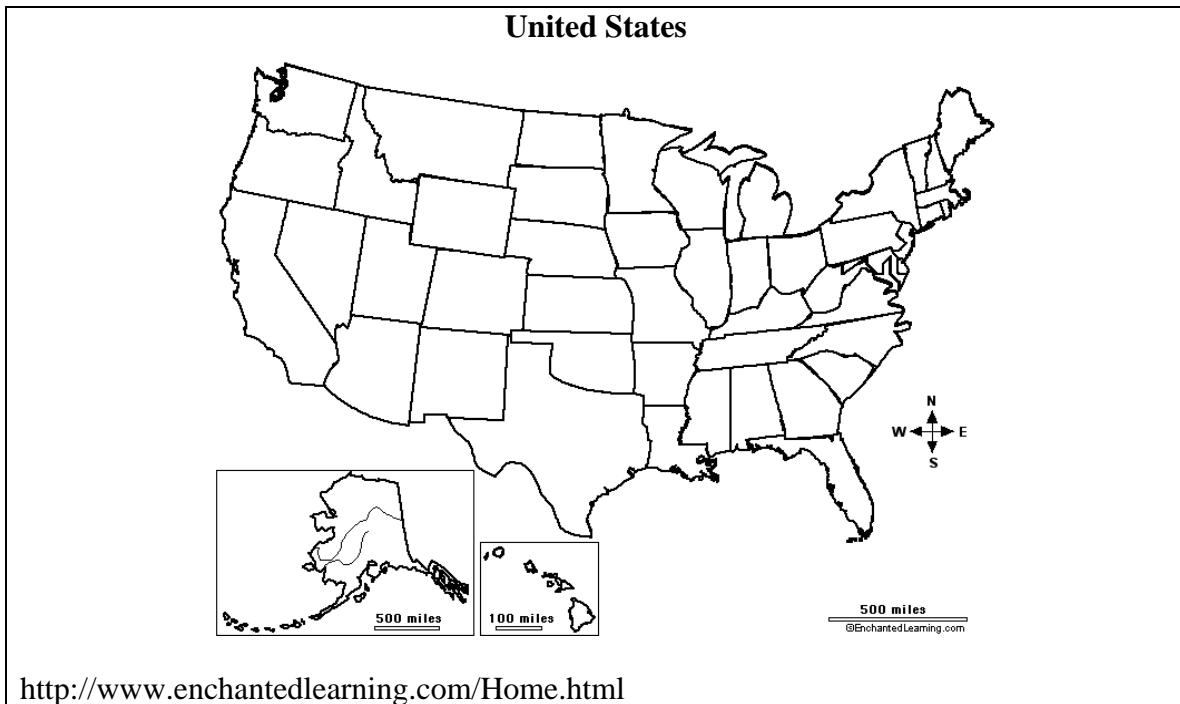 United States
N
W E
S
500 miles
100 miles
500 miles
©EnchantedLearning.com
http://www.enchantedlearning.com/Home.html